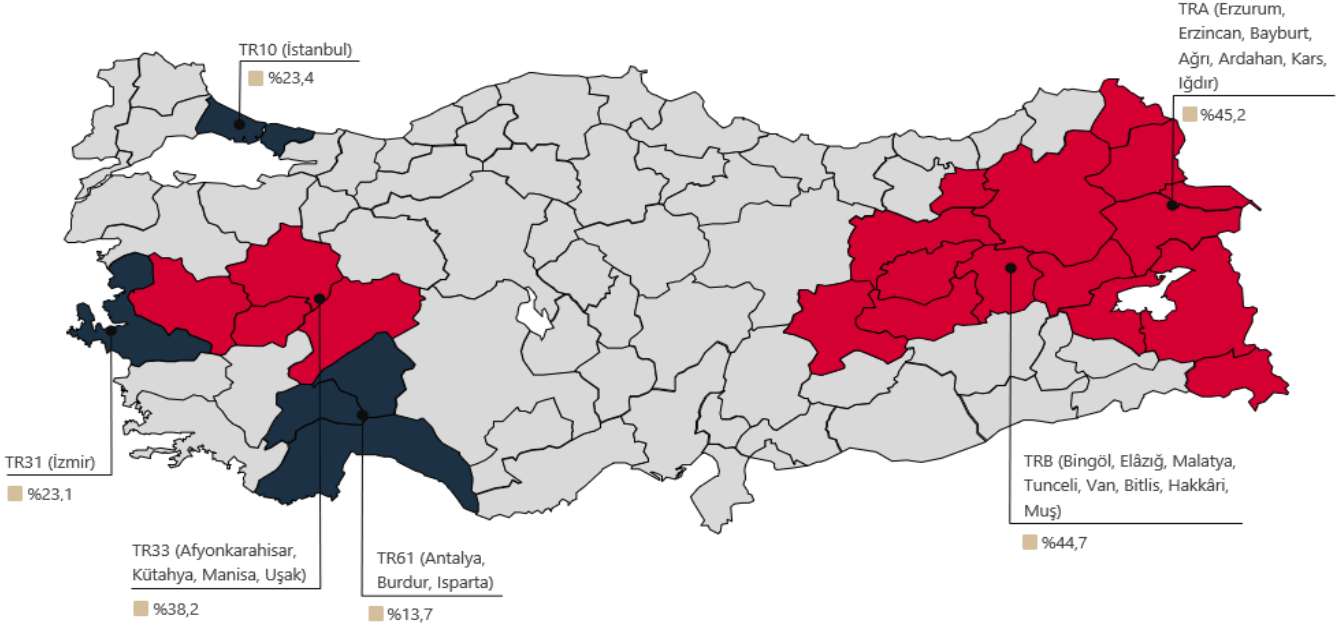 TRA (Erzurum,
Erzincan, Bayburt,
Ağrı, Ardahan, Kars,
Iğdır)
%45,2
TR10 (İstanbul)
%23,4
TR31 (İzmir)
%23,1
TR33 (Afyonkarahisar,
Kütahya, Manisa, Uşak)
%38,2
TR61 (Antalya,
Burdur, Isparta)
%13,7
TRB (Bingöl, Elâzığ, Malatya,
Tunceli, Van, Bitlis, Hakkâri,
Muş)
%44,7